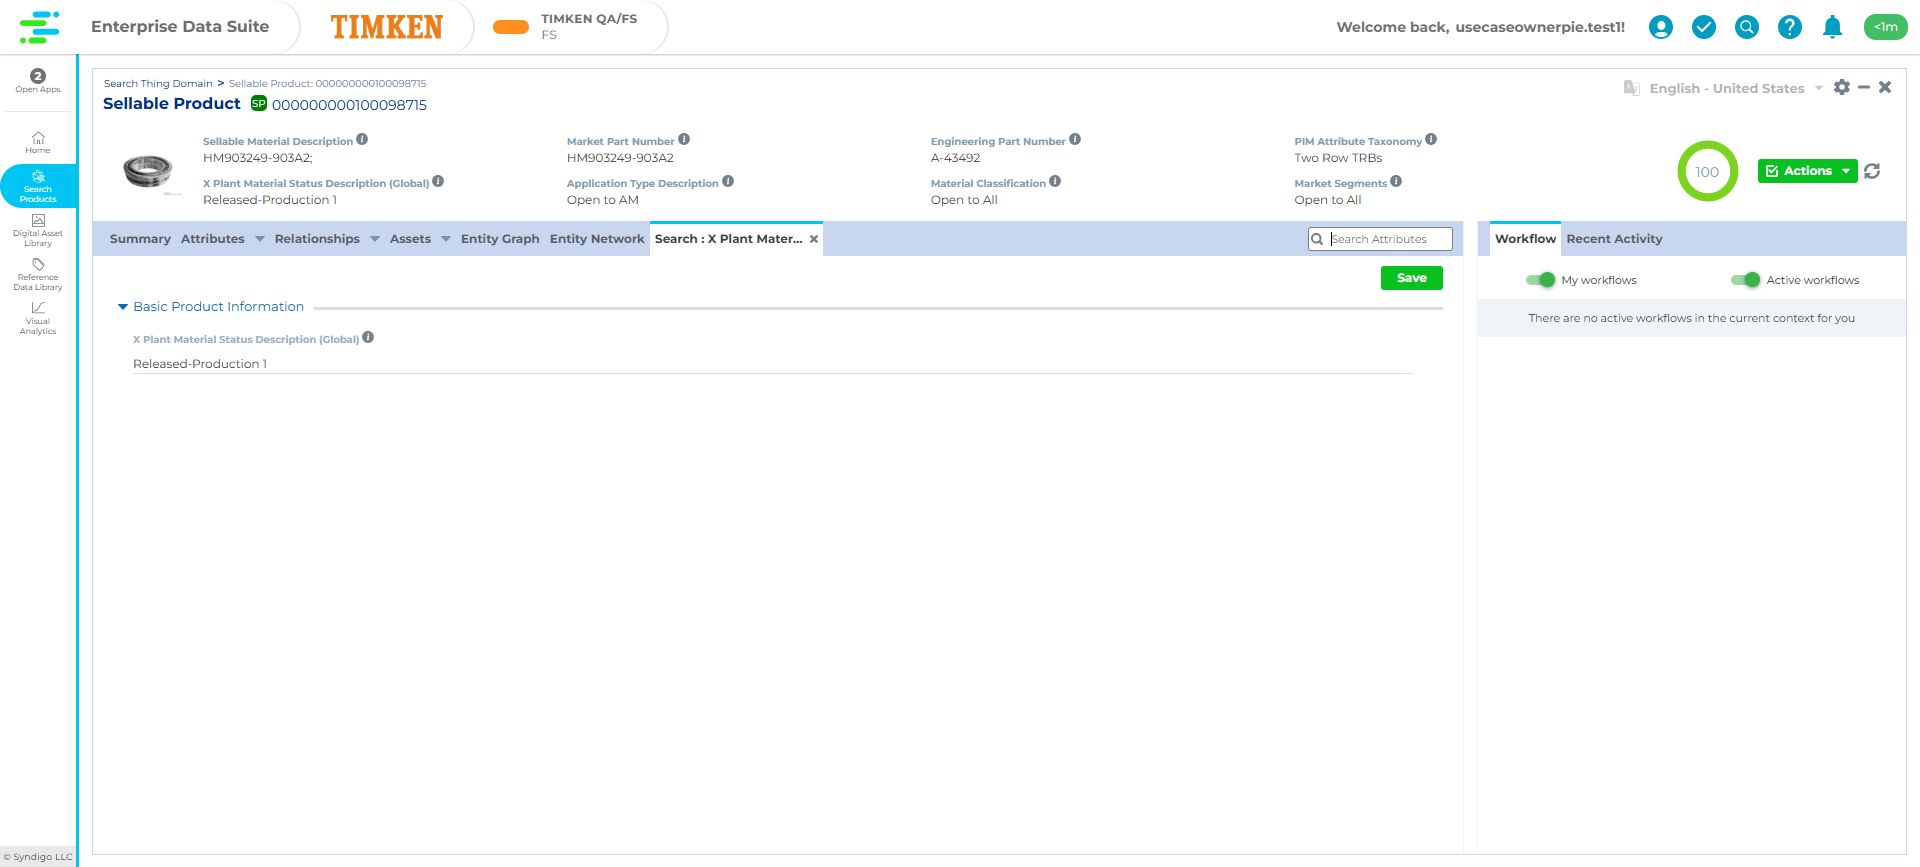 Enterprise Data Suite
TIMKEN
TIMKEN QA/FS
FS
Welcome back, usecaseownerpie.test1!
<1m
2
Open Apps
Home
Search
Products
Digital Asset
Library
Reference
Data Library
Visual
Analytics
© Syndigo LLC
Search Thing Domain > Sellable Product: 000000000100098715
Sellable Product SP 000000000100098715
English - United States
Sellable Material Description
HM903249-903A2;
Market Part Number
HM903249-903A2
Engineering Part Number
A-43492
PIM Attribute Taxonomy
Two Row TRBs
X Plant Material Status Description (Global)
Released-Production 1
Application Type Description
Open to AM
Material Classification
Open to All
Market Segments
Open to All
100
Actions
Summary Attributes Relationships Assets Entity Graph Entity Network Search : X Plant Mater...
Search Attributes
Save
Basic Product Information
X Plant Material Status Description (Global)
Released-Production 1
Workflow Recent Activity
My workflows Active workflows
There are no active workflows in the current context for you